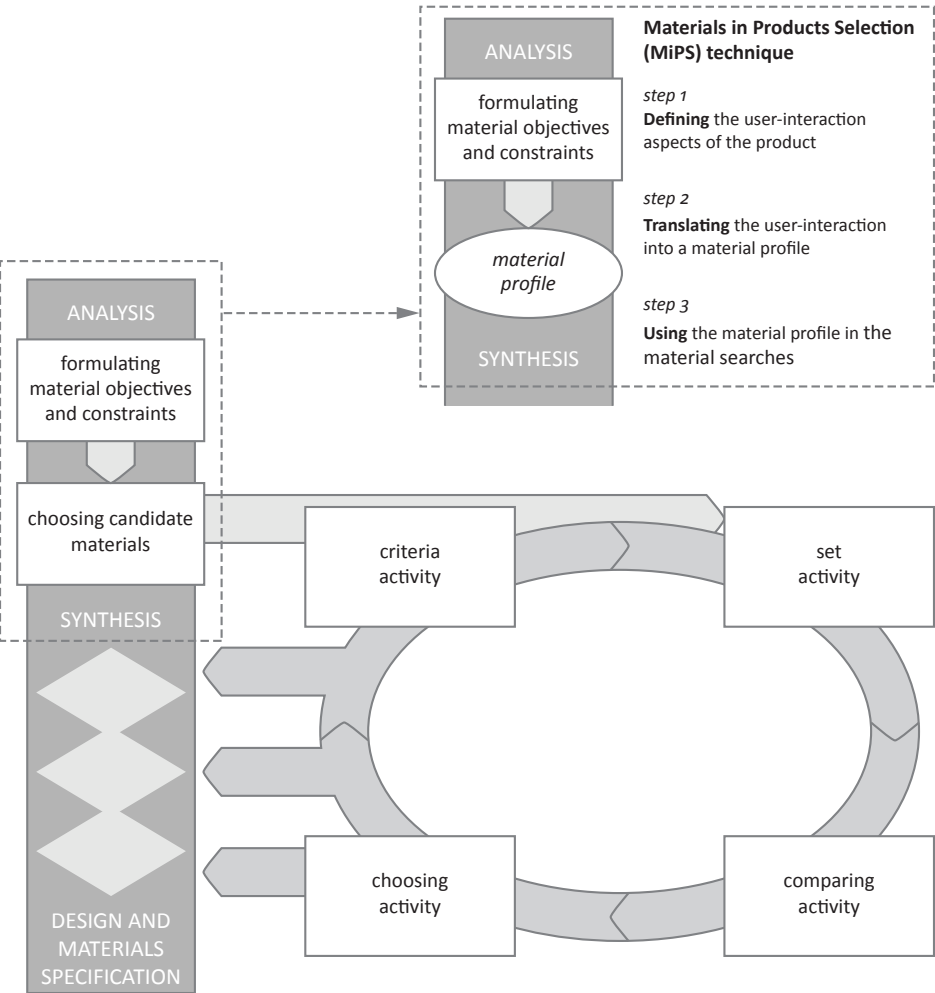 ANALYSIS
formulating
material objectives
and constraints
material
profile
SYNTHESIS
Materials in Products Selection
(MiPS) technique
step 1
Defining the user-interaction
aspects of the product
step 2
Translating the user-interaction
into a material profile
step 3
Using the material profile in the
material searches
ANALYSIS
formulating
material objectives
and constraints
choosing candidate
materials
SYNTHESIS
criteria
activity
set
activity
choosing
activity
comparing
activity
DESIGN AND
MATERIALS
SPECIFICATION